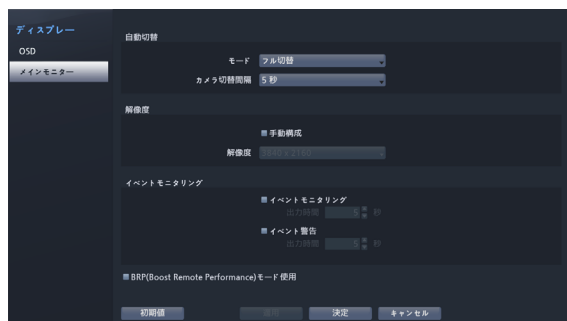 ディスプレー
OSD
メインモニター
自動切替
モード フル切替
カメラ切替間隔 5 秒
解像度
手動構成
解像度 3840 x 2160
イベントモニタリング
イベントモニタリング
出力時間 5 秒
イベント警告
出力時間 5 秒
BRP(Boost Remote Performance)モード使用
初期値 適用 決定 キャンセル